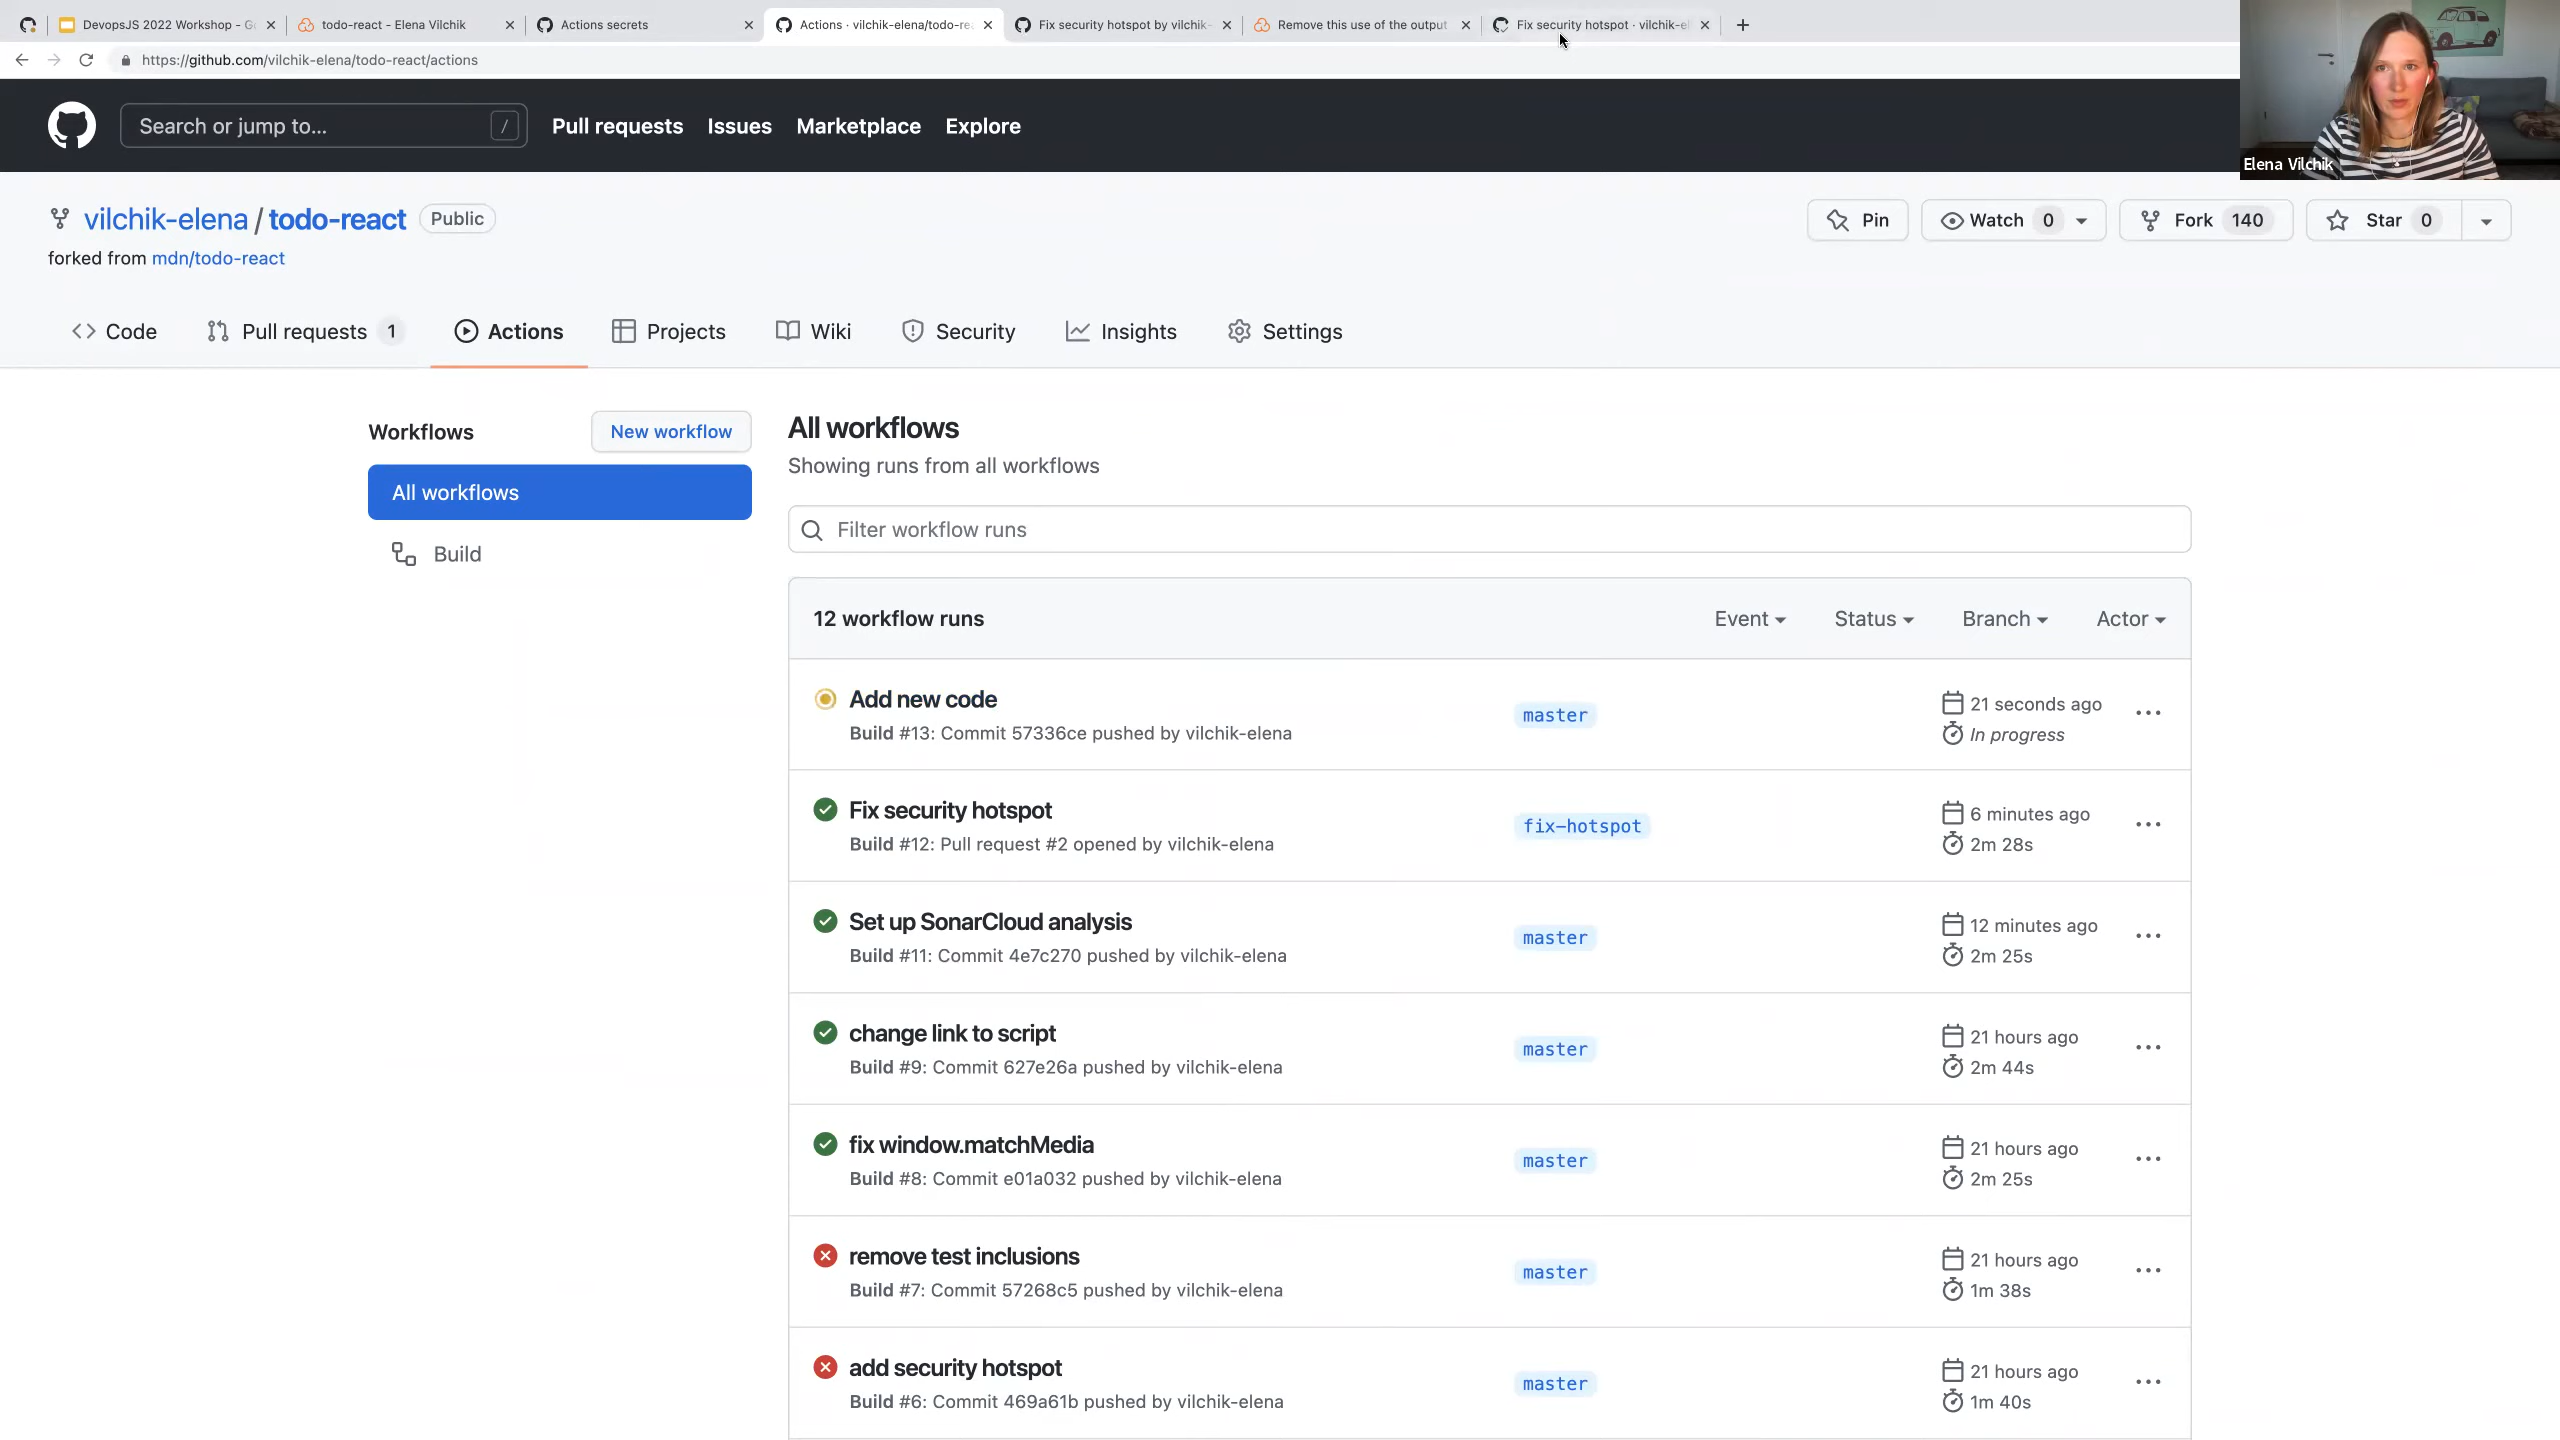 DevopsJS 2022 Workshop - G
todo-react - Elena Vilchik
Actions secrets
Actions · vilchik-elena/todo-re
Fix security hotspot by vilchik-
Remove this use of the output
Fix security hotspot · vilchik-el
https://github.com/vilchik-elena/todo-react/actions
Search or jump to...
/
Pull requests
Issues
Marketplace
Explore
Elena Vilchik
vilchik-elena / todo-react
Public
Pin
Watch 0
Fork 140
Star 0
forked from mdn/todo-react
Code
Pull requests 1
Actions
Projects
Wiki
Security
Insights
Settings
Workflows
New workflow
All workflows
Build
All workflows
Showing runs from all workflows
Filter workflow runs
12 workflow runs
Event
Status
Branch
Actor
Add new code
Build #13: Commit 57336ce pushed by vilchik-elena
master
21 seconds ago
In progress
Fix security hotspot
Build #12: Pull request #2 opened by vilchik-elena
fix-hotspot
6 minutes ago
2m 28s
Set up SonarCloud analysis
Build #11: Commit 4e7c270 pushed by vilchik-elena
master
12 minutes ago
2m 25s
change link to script
Build #9: Commit 627e26a pushed by vilchik-elena
master
21 hours ago
2m 44s
fix window.matchMedia
Build #8: Commit e01a032 pushed by vilchik-elena
master
21 hours ago
2m 25s
remove test inclusions
Build #7: Commit 57268c5 pushed by vilchik-elena
master
21 hours ago
1m 38s
add security hotspot
Build #6: Commit 469a61b pushed by vilchik-elena
master
21 hours ago
1m 40s